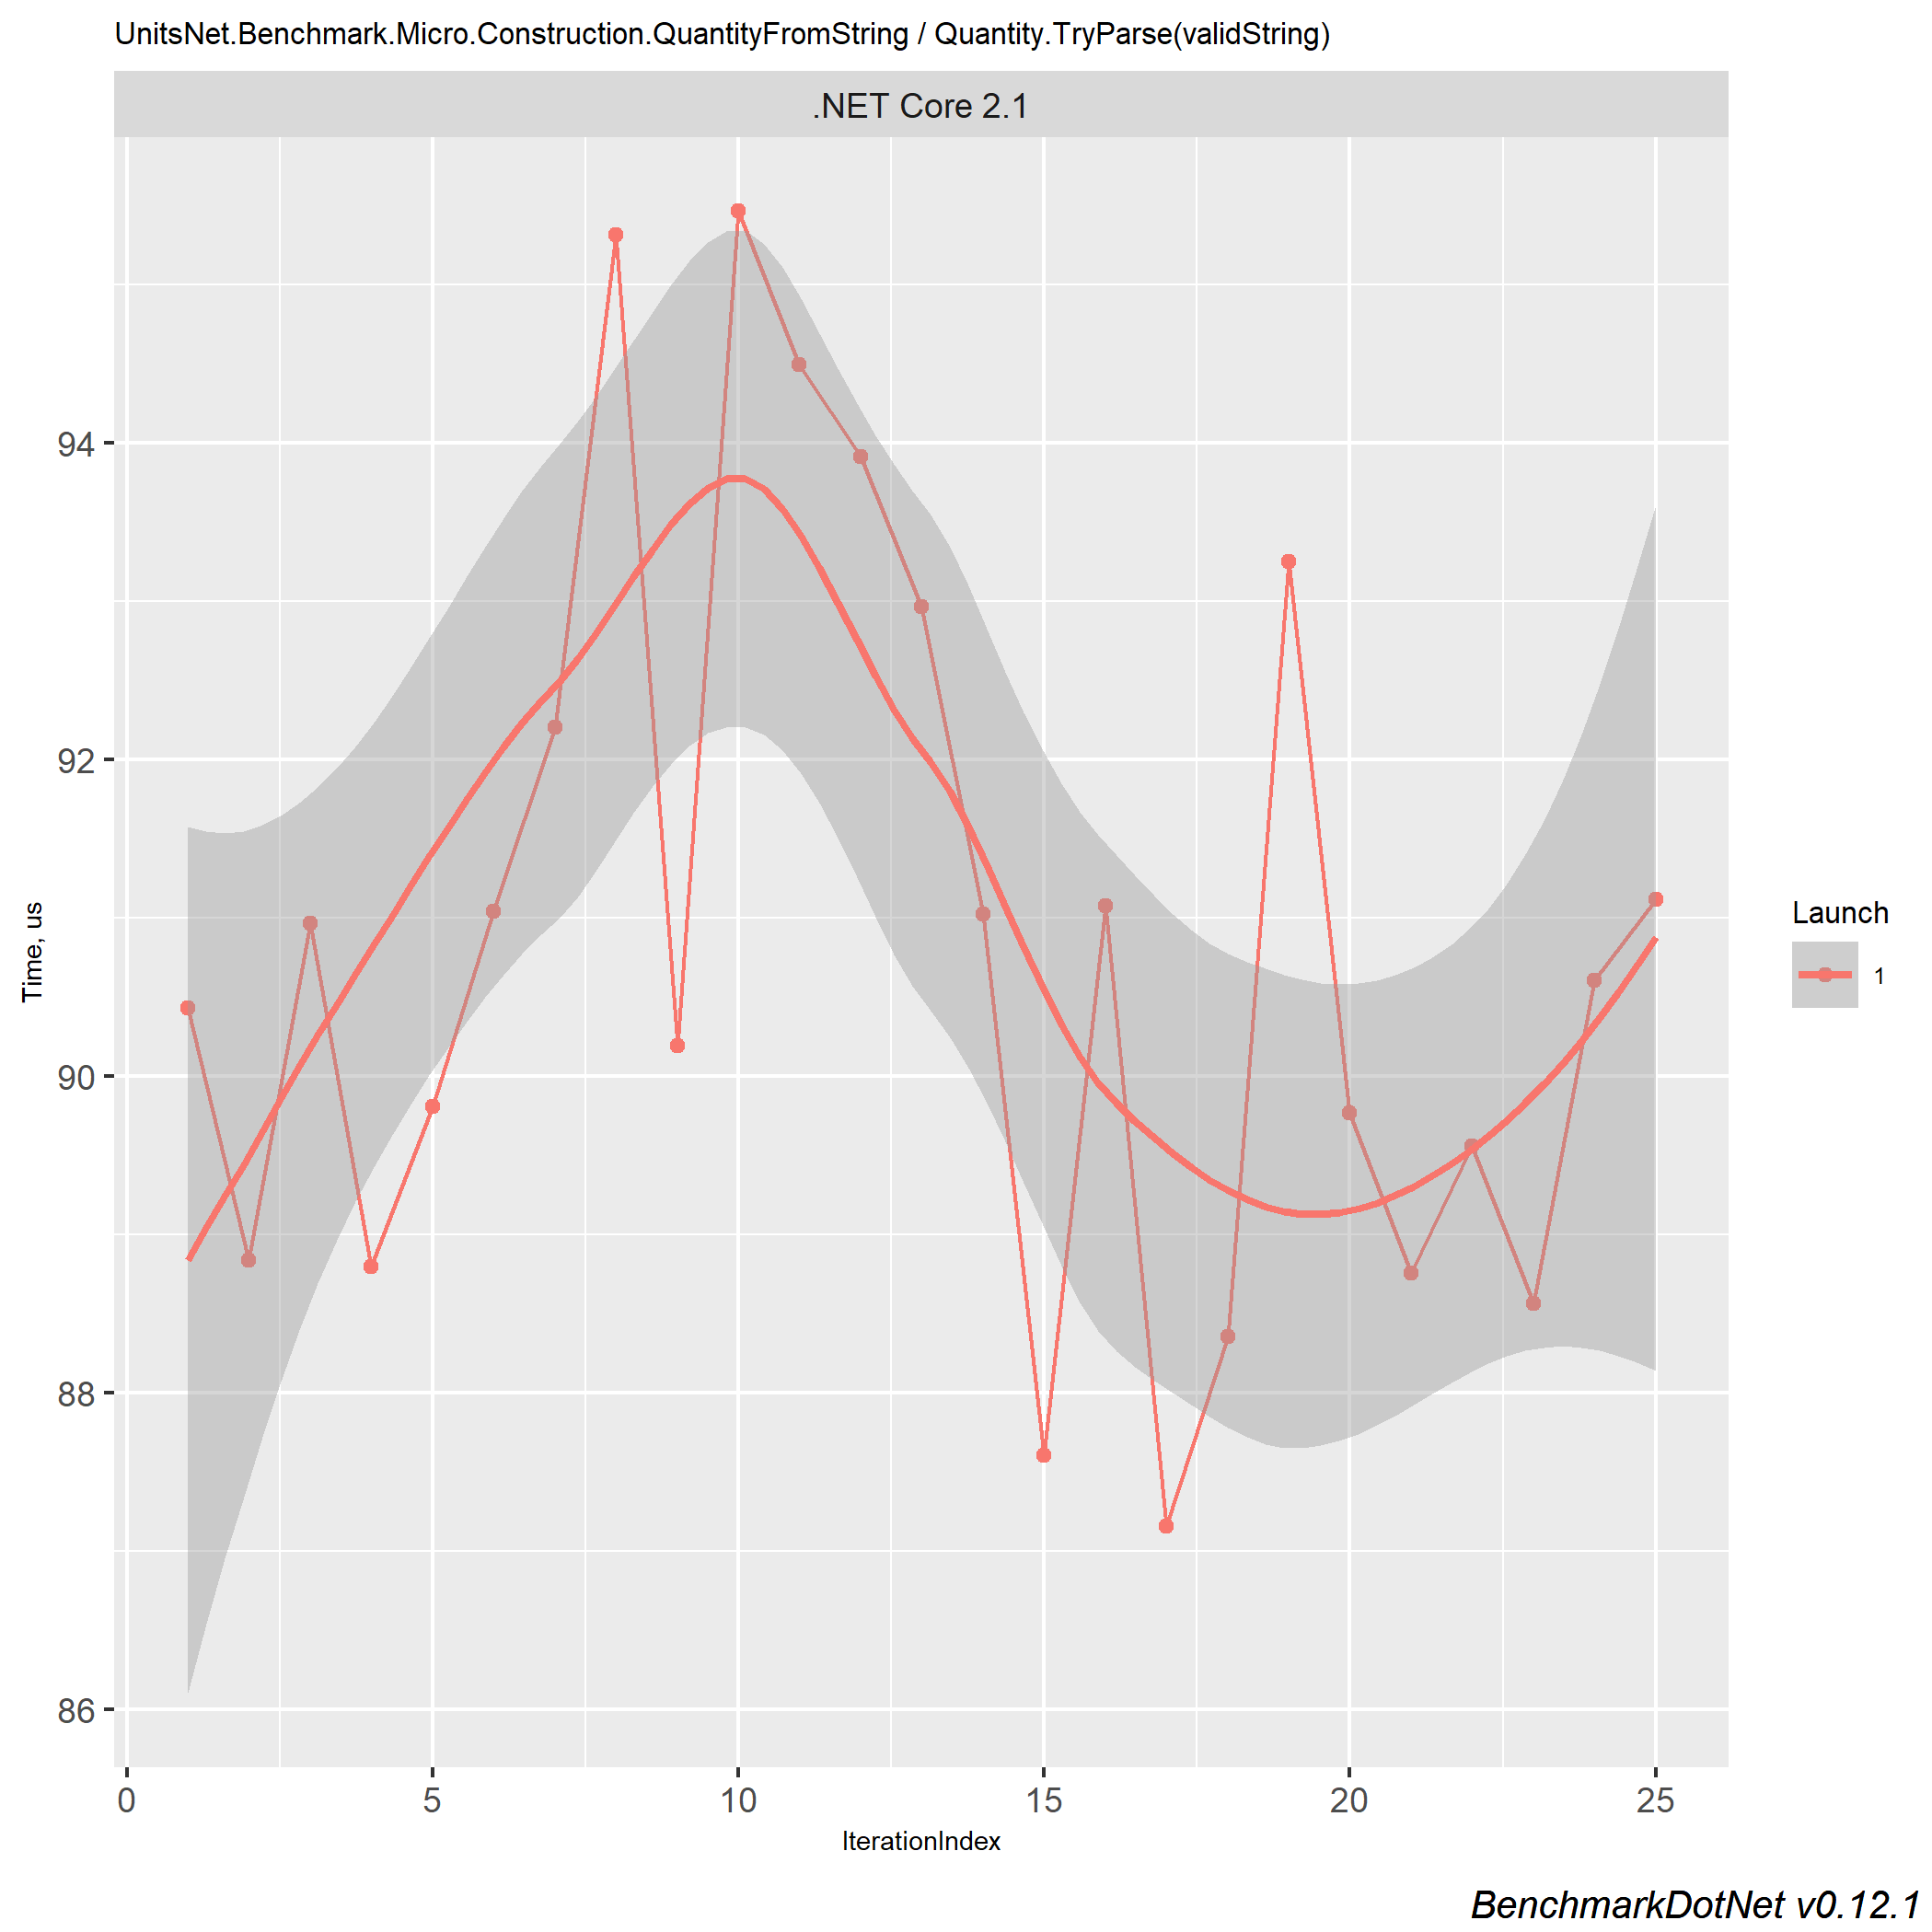 UnitsNet.Benchmark.Micro.Construction.QuantityFromString / Quantity.TryParse(validString)
.NET Core 2.1
94
92
90
88
86
Time, us
0 5 10 15 20 25
IterationIndex
Launch
1
BenchmarkDotNet v0.12.1